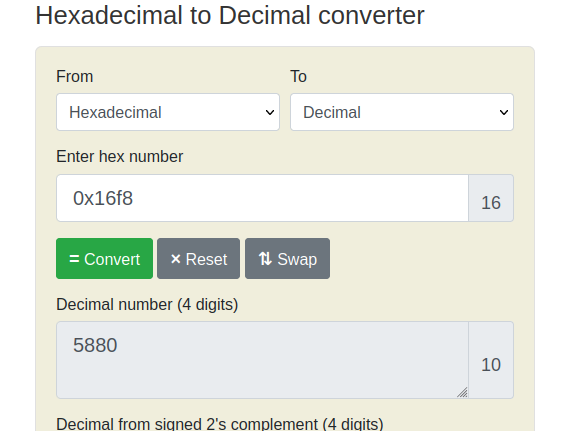 Hexadecimal to Decimal converter
From To
Hexadecimal Decimal
Enter hex number
0x16f8 16
= Convert × Reset ⇅ Swap
Decimal number (4 digits)
5880
10
Decimal from signed 2's complement (4 digits)